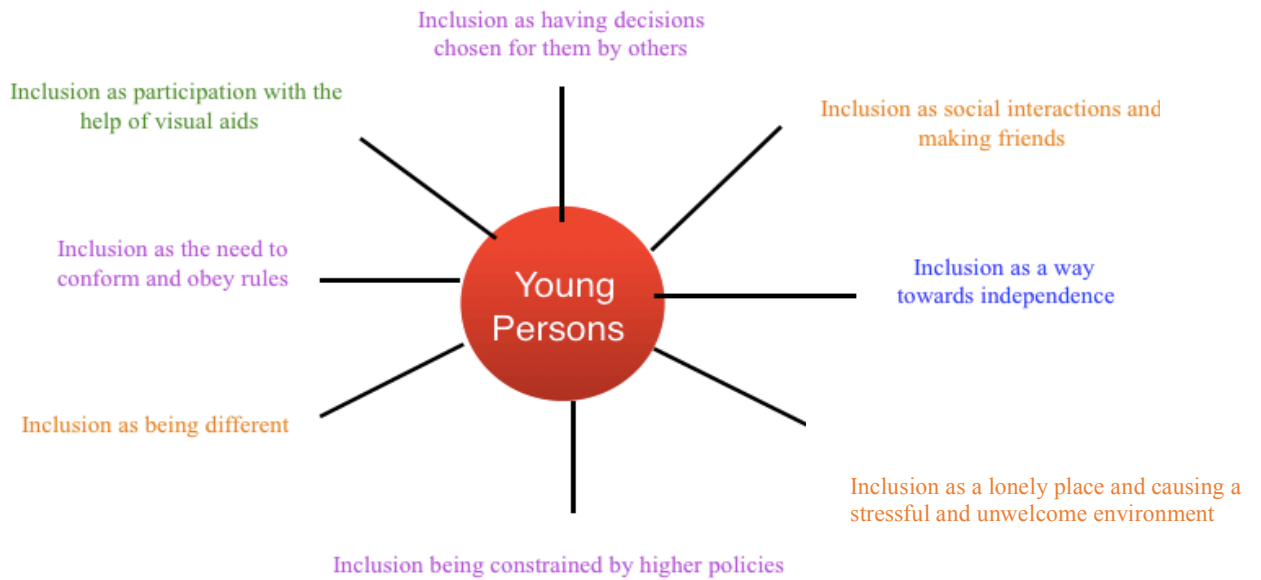 Inclusion as having decisions
chosen for them by others
Inclusion as participation with the
help of visual aids
Inclusion as social interactions and
making friends
Inclusion as the need to
conform and obey rules
Young
Persons
Inclusion as a way
towards independence
Inclusion as being different
Inclusion as a lonely place and causing a
stressful and unwelcome environment
Inclusion being constrained by higher policies